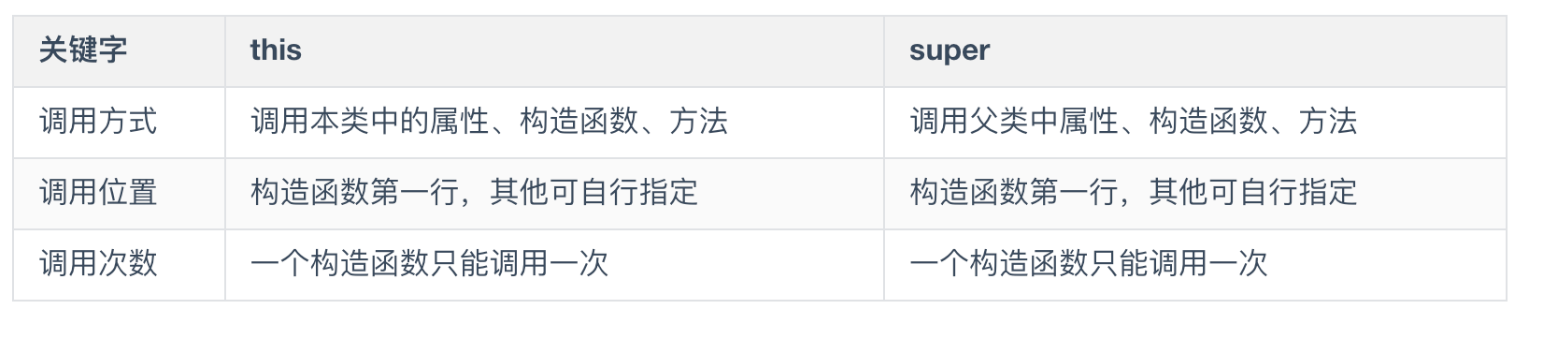 关键字 this super
调用方式 调用本类中的属性、构造函数、方法 调用父类中属性、构造函数、方法
调用位置 构造函数第一行，其他可自行指定 构造函数第一行，其他可自行指定
调用次数 一个构造函数只能调用一次 一个构造函数只能调用一次